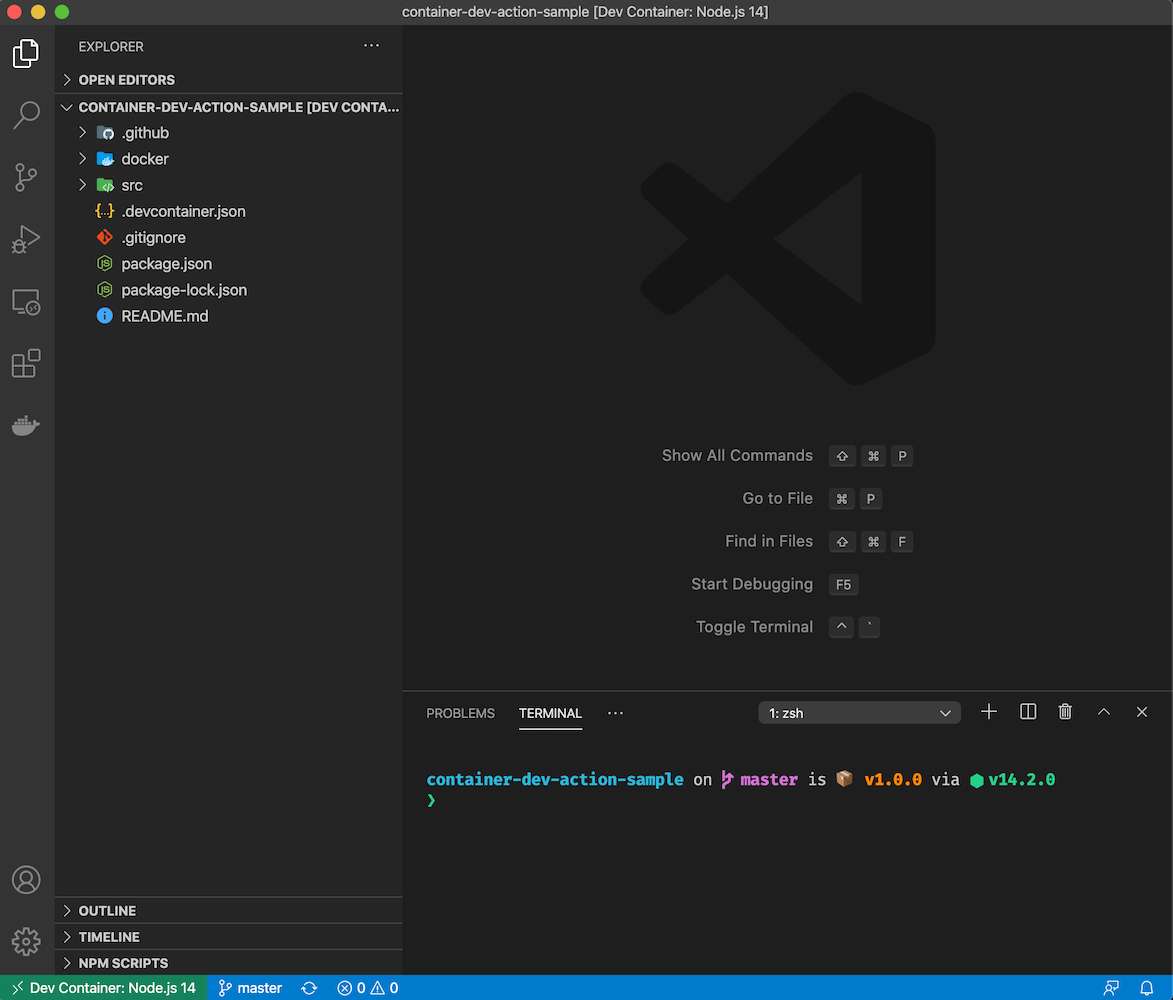 container-dev-action-sample [Dev Container: Node.js 14]
EXPLORER
OPEN EDITORS
CONTAINER-DEV-ACTION-SAMPLE [DEV CONTA...
.github
docker
src
{..} .devcontainer.json
.gitignore
package.json
package-lock.json
README.md
OUTLINE
TIMELINE
NPM SCRIPTS
Show All Commands ⇧ ⌘ P
Go to File ⌘ P
Find in Files ⇧ ⌘ F
Start Debugging F5
Toggle Terminal ^ `
PROBLEMS TERMINAL ... 1: zsh
container-dev-action-sample on master is 📦 v1.0.0 via ⬢ v14.2.0
❯
Dev Container: Node.js 14 master 0 0